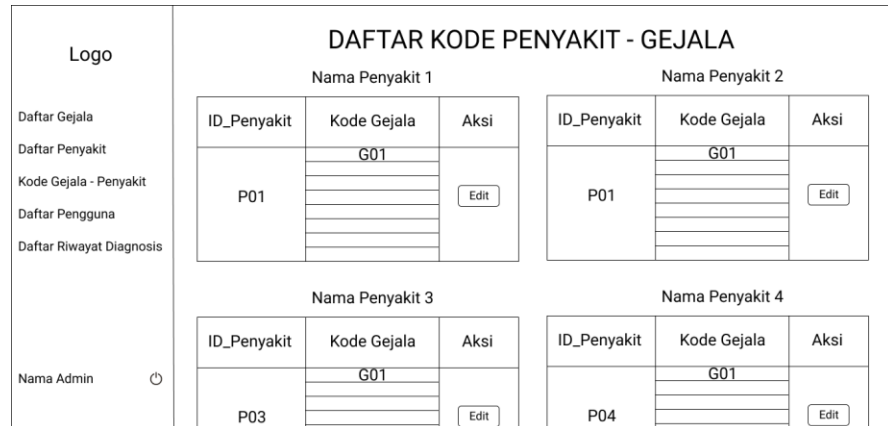 Logo
Daftar Gejala
Daftar Penyakit
Kode Gejala - Penyakit
Daftar Pengguna
Daftar Riwayat Diagnosis
Nama Admin
DAFTAR KODE PENYAKIT - GEJALA
Nama Penyakit 1
ID_Penyakit Kode Gejala Aksi
G01
P01 Edit
Nama Penyakit 2
ID_Penyakit Kode Gejala Aksi
G01
P01 Edit
Nama Penyakit 3
ID_Penyakit Kode Gejala Aksi
G01
P03 Edit
Nama Penyakit 4
ID_Penyakit Kode Gejala Aksi
G01
P04 Edit